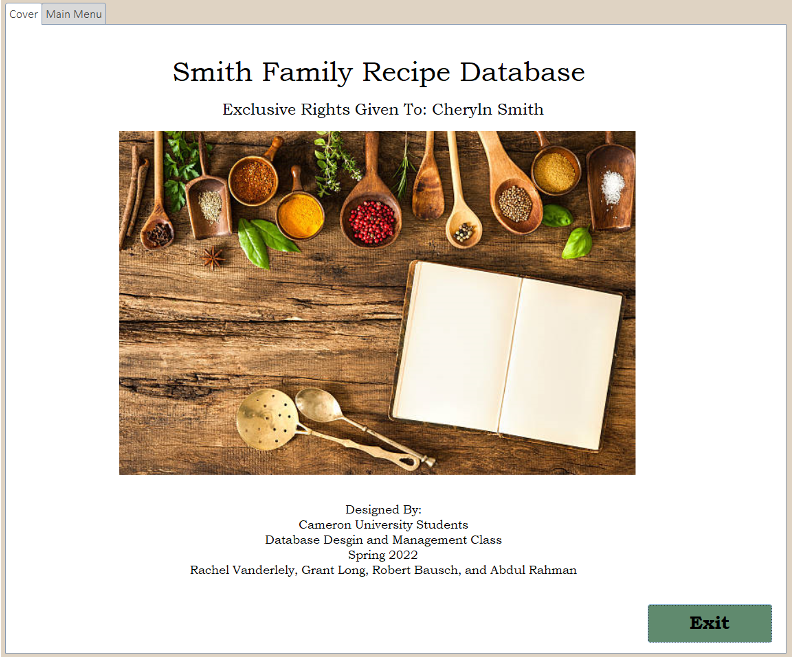 Cover Main Menu
Smith Family Recipe Database
Exclusive Rights Given To: Cheryln Smith
Designed By:
Cameron University Students
Database Desgin and Management Class
Spring 2022
Rachel Vanderlely, Grant Long, Robert Bausch, and Abdul Rahman
Exit